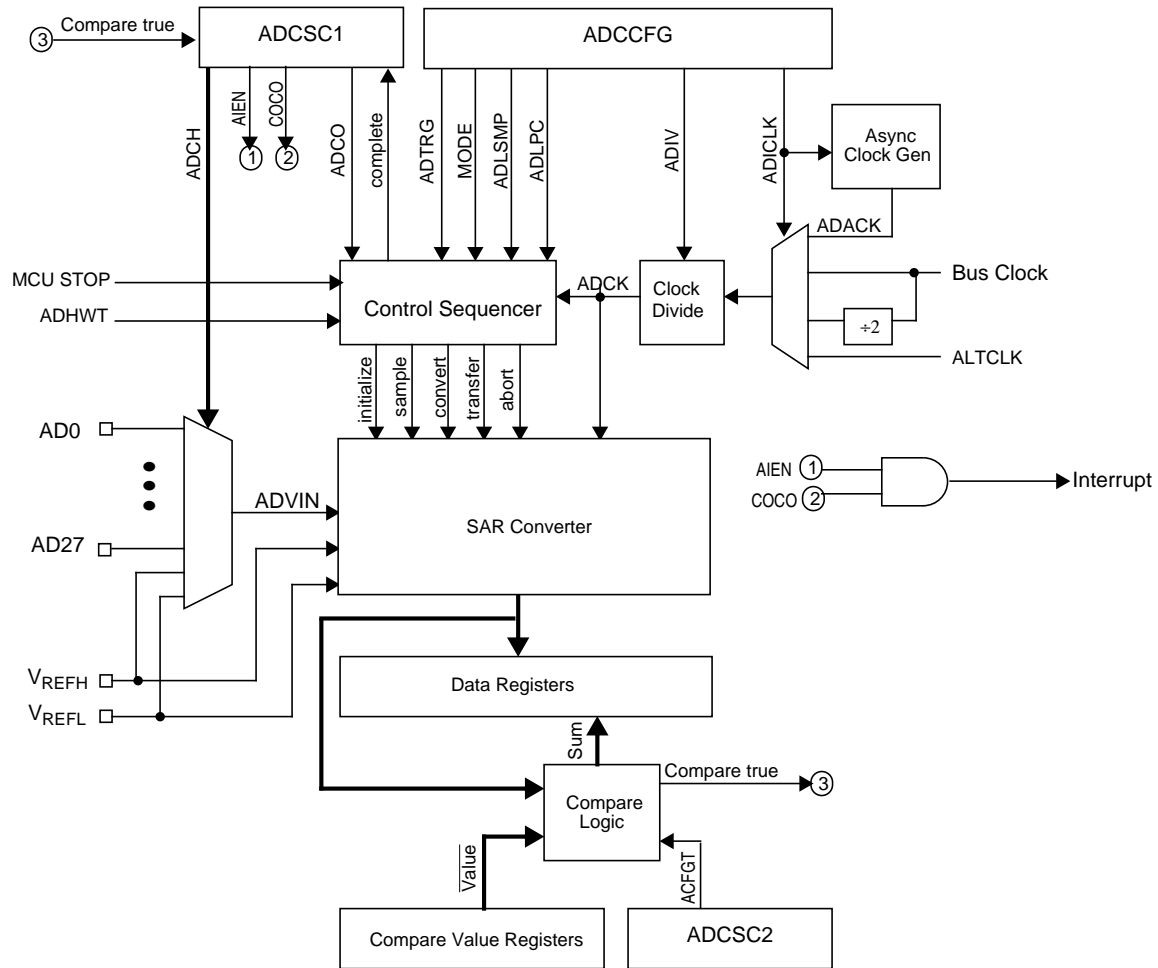 3 Compare true
ADCSC1
ADCCFG
ADCH
AIEN
COCO
1
2
ADCO
complete
ADTRG
MODE
ADLSMP
ADLPC
ADIV
ADICLK
Async
Clock Gen
ADACK
MCU STOP
ADHWT
Control Sequencer
ADCK
Clock
Divide
Bus Clock
÷2
ALTCLK
initialize
sample
convert
transfer
abort
AD0
AD27
ADVIN
SAR Converter
AIEN 1
COCO 2
Interrupt
VREFH
VREFL
Data Registers
Sum
Compare true
3
Compare
Logic
Value
ACFGT
Compare Value Registers
ADCSC2